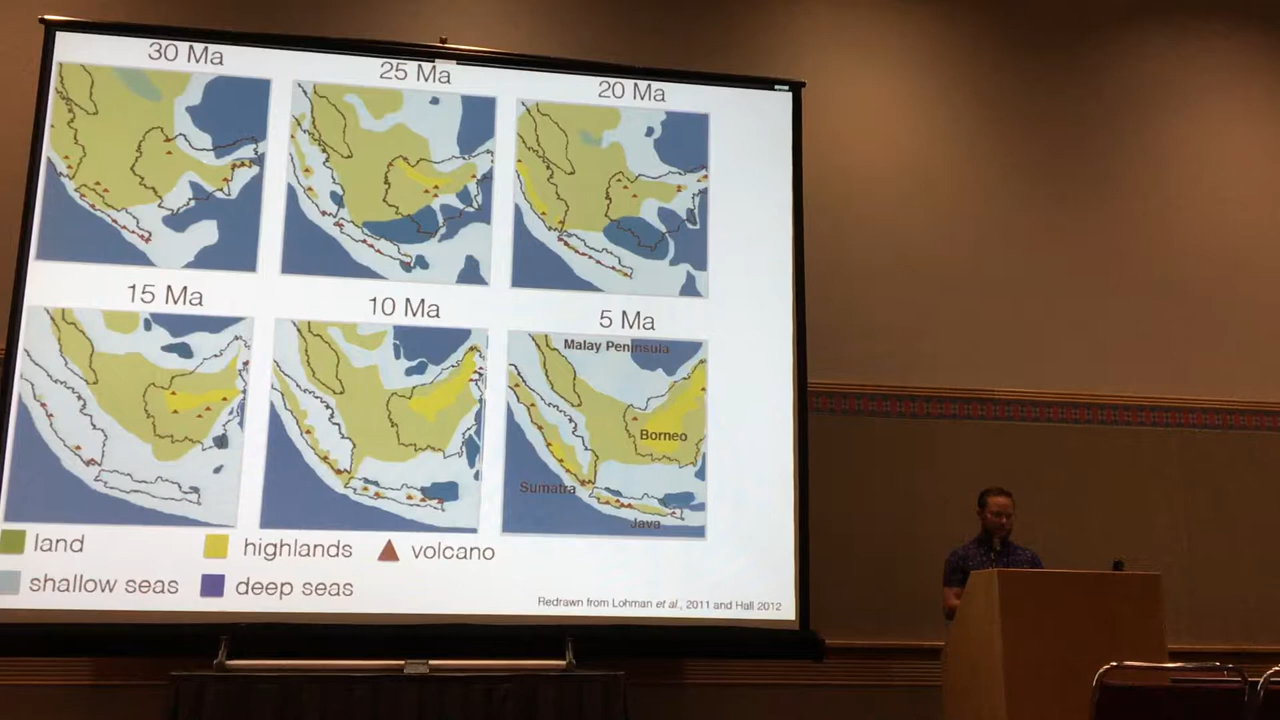 30 Ma
25 Ma
20 Ma
15 Ma
10 Ma
5 Ma
Malay Peninsula
Borneo
Sumatra
Java
land
highlands
volcano
shallow seas
deep seas
Redrawn from Lohman et al., 2011 and Hall 2012